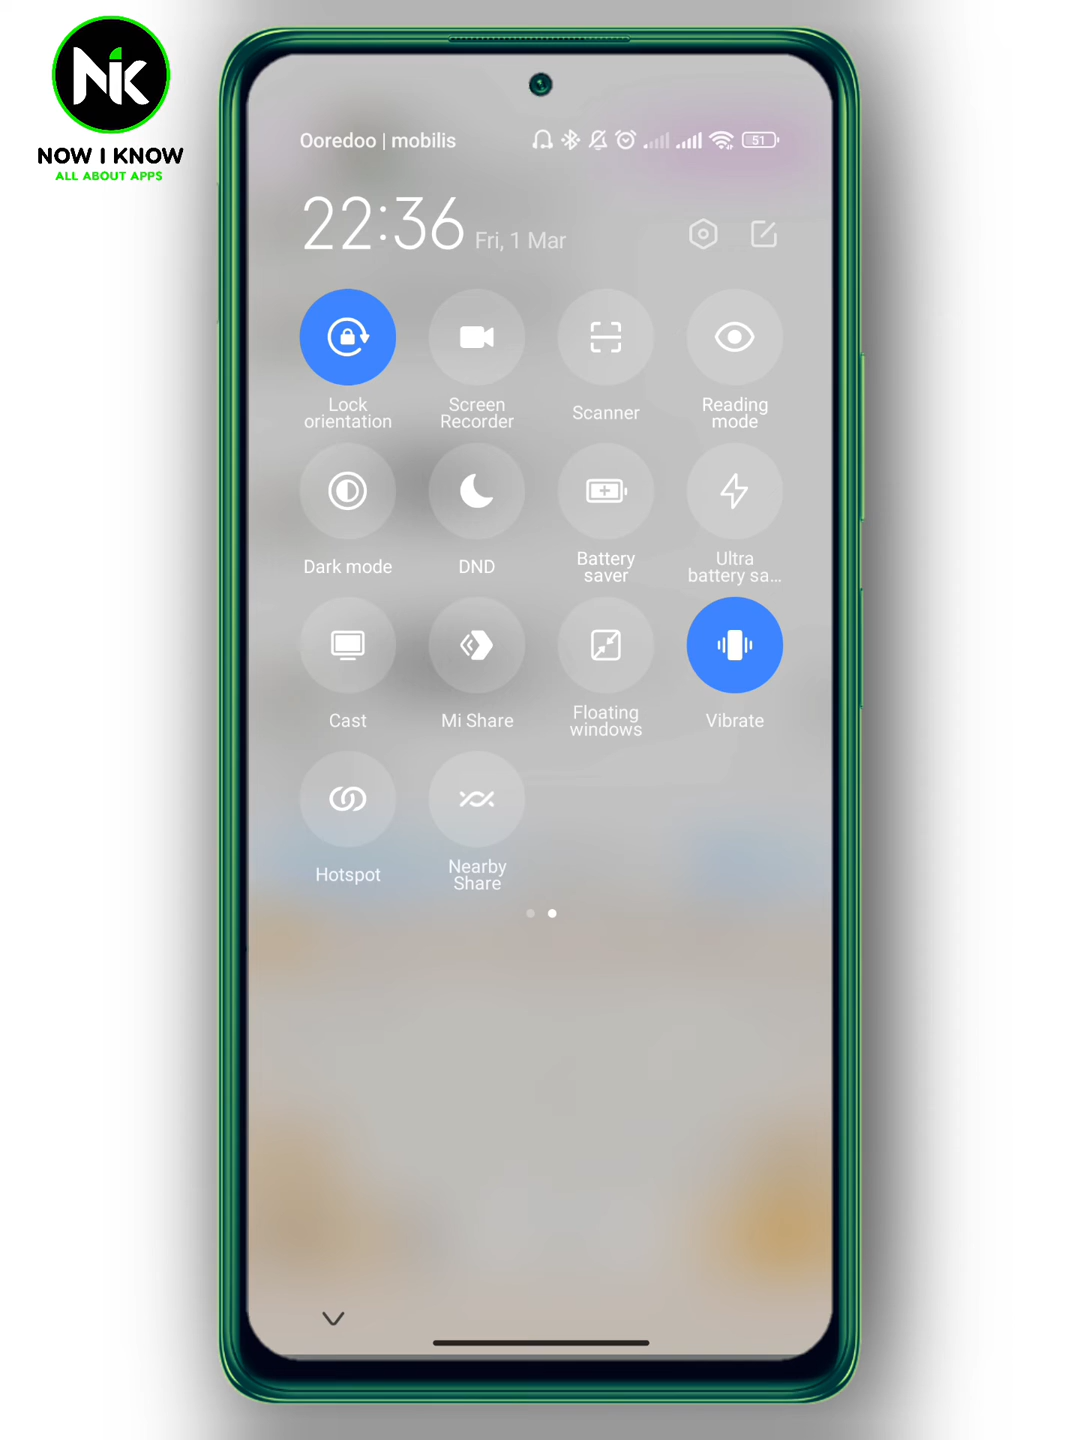 NIK
NOW I KNOW
ALL ABOUT APPS
Ooredoo | mobilis
51
22:36 Fri, 1 Mar
Lock
orientation
Screen
Recorder
Scanner
Reading
mode
Dark mode
DND
Battery
saver
Ultra
battery sa...
Cast
Mi Share
Floating
windows
Vibrate
Hotspot
Nearby
Share